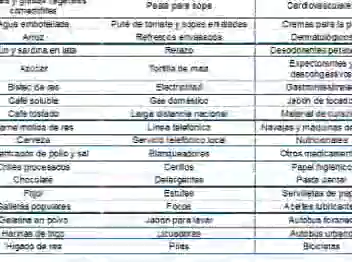 comestibles Pasta para sopa Cardiovasculares
Agua embotellada Puré de tomate y sopas enlatadas Cremas para la p
Arroz Refrescos envasados Dermatológicos
y sardina en lata Retazo Desodorantes
Azúcar Tortilla de maíz Expectorantes y descongestivos
Bistec de res Electricidad Gastrointestinales
Café soluble Gas doméstico Jabón de tocador
Café tostado Larga distancia nacional Material de curación
Carne molida de res Línea telefónica Navajas y máquinas de
Cerveza Servicio telefónico local Nutricionales
de pollo y sal Blanqueadores Otros medicamentos
Chiles procesados Cerillos Papel higiénico
Chocolate Detergentes Pasta dental
Frijol Estufas Servilletas de pap
Galletas populares Focos Aceites lubricantes
Gelatina en polvo Jabón para lavar Autobús foráneo
Harinas de trigo Licuadoras Autobús urbano
Hígado de res Pilas Bicicletas